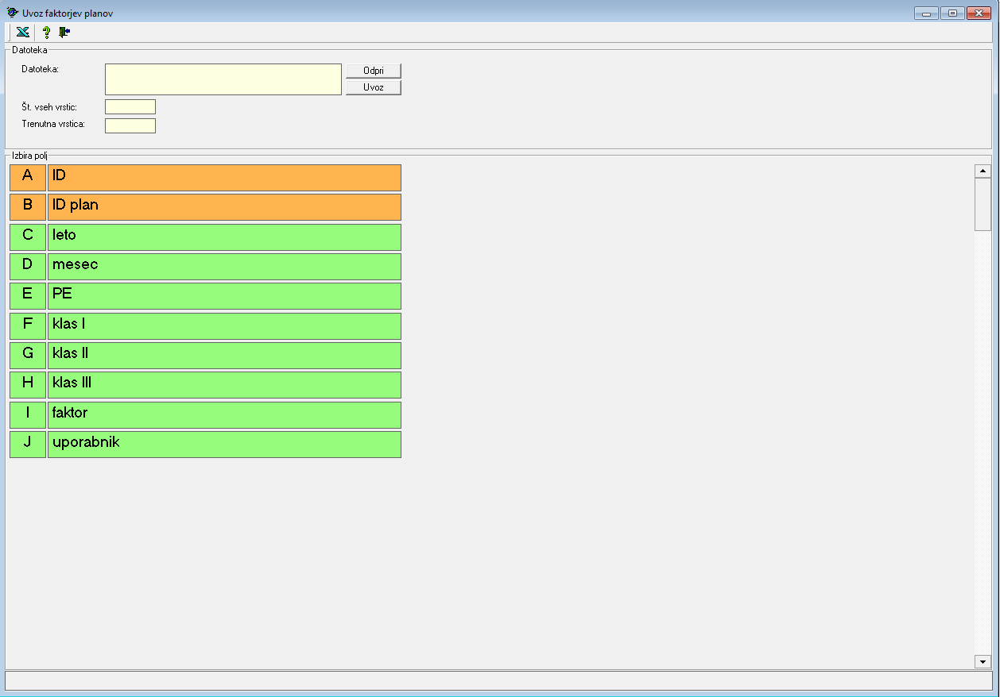 Uvoz faktorjev planov
Datoteka
Datoteka:
Odpri
Uvoz
Št. vseh vrstic:
Trenutna vrstica:
Izbira polj
A ID
B ID plan
C leto
D mesec
E PE
F klas I
G klas II
H klas III
I faktor
J uporabnik